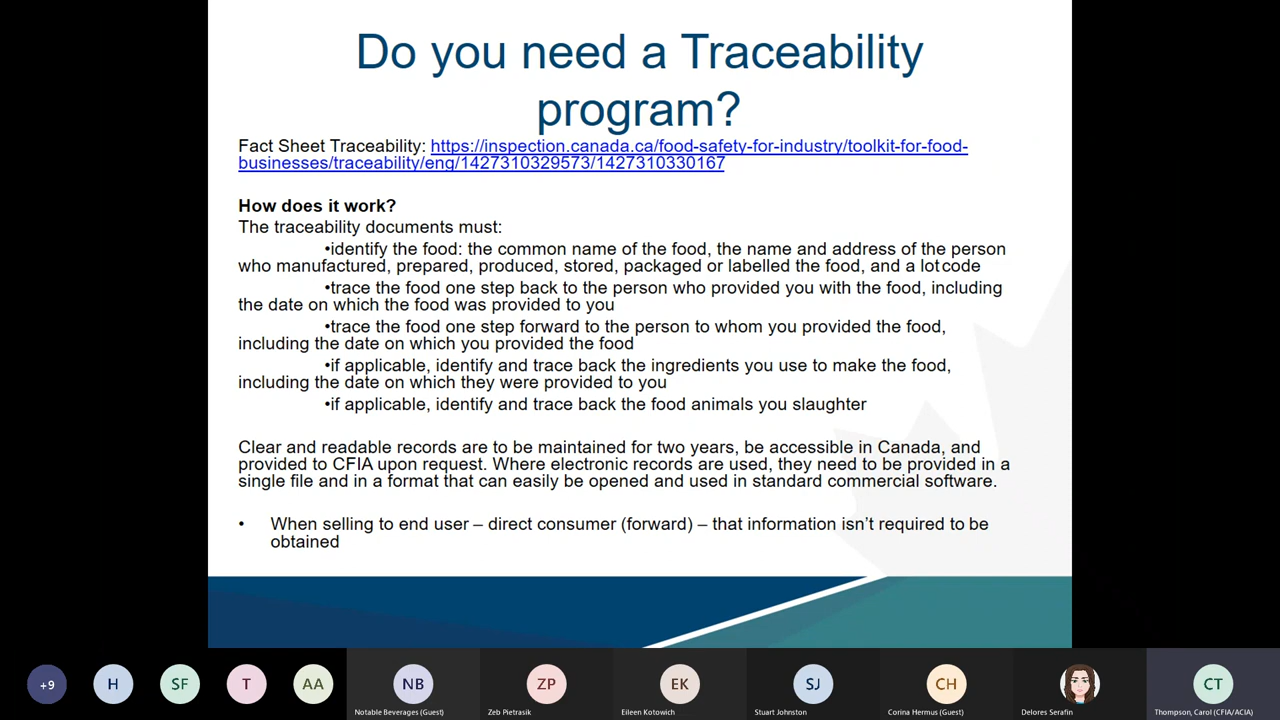 Do you need a Traceability
program?
Fact Sheet Traceability: https://inspection.canada.ca/food-safety-for-industry/toolkit-for-food-
businesses/traceability/eng/1427310329573/1427310330167
How does it work?
The traceability documents must:
•identify the food: the common name of the food, the name and address of the person
who manufactured, prepared, produced, stored, packaged or labelled the food, and a lot code
•trace the food one step back to the person who provided you with the food, including
the date on which the food was provided to you
•trace the food one step forward to the person to whom you provided the food,
including the date on which you provided the food
•if applicable, identify and trace back the ingredients you use to make the food,
including the date on which they were provided to you
•if applicable, identify and trace back the food animals you slaughter
Clear and readable records are to be maintained for two years, be accessible in Canada, and
provided to CFIA upon request. Where electronic records are used, they need to be provided in a
single file and in a format that can easily be opened and used in standard commercial software.
• When selling to end user – direct consumer (forward) – that information isn’t required to be
obtained
+9 H SF T AA NB ZP EK SJ CH CT
Notable Beverages (Guest) Zeb Pietrasik Eileen Kotowich Stuart Johnston Corina Hermus (Guest) Delores Serafin Thompson, Carol (CFIA/ACIA)